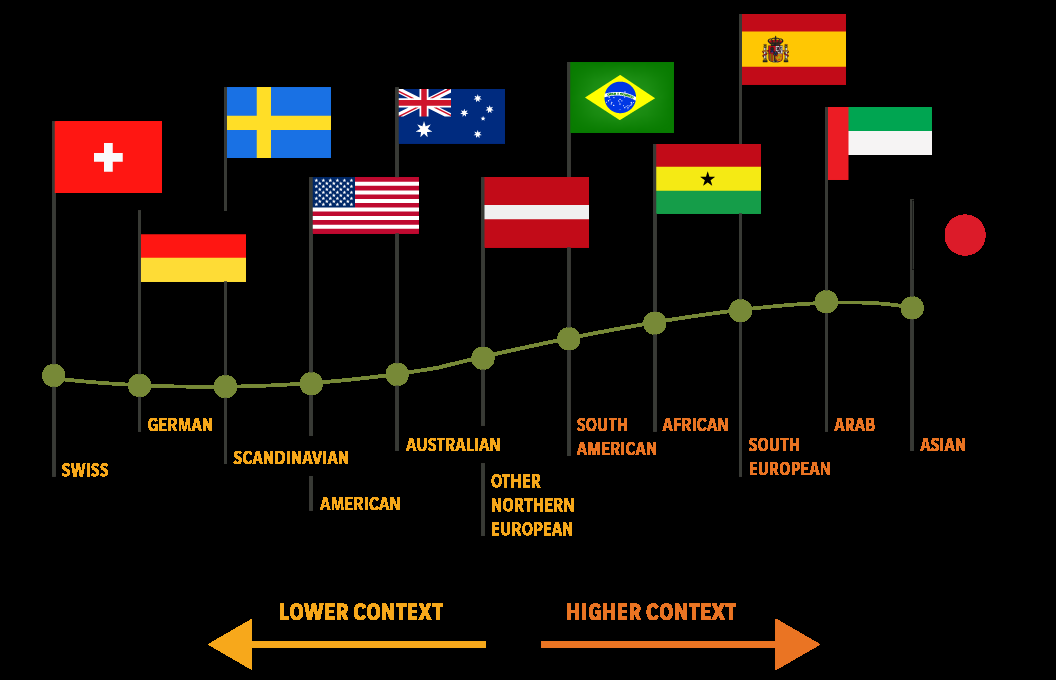 GERMAN
SWISS
SCANDINAVIAN
AMERICAN
AUSTRALIAN
OTHER
NORTHERN
EUROPEAN
SOUTH
AMERICAN
AFRICAN
SOUTH
EUROPEAN
ARAB
ASIAN
LOWER CONTEXT
HIGHER CONTEXT